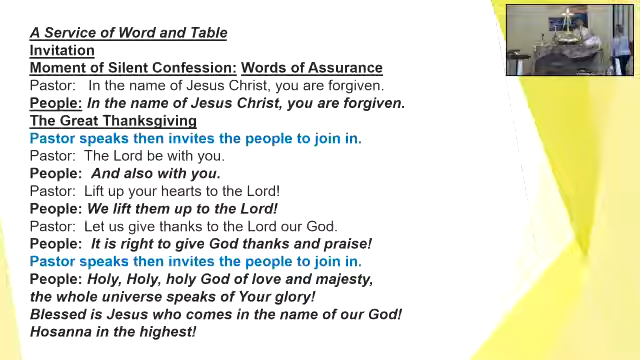 A Service of Word and Table
Invitation
Moment of Silent Confession: Words of Assurance
Pastor: In the name of Jesus Christ, you are forgiven.
People: In the name of Jesus Christ, you are forgiven.
The Great Thanksgiving
Pastor speaks then invites the people to join in.
Pastor: The Lord be with you.
People: And also with you.
Pastor: Lift up your hearts to the Lord!
People: We lift them up to the Lord!
Pastor: Let us give thanks to the Lord our God.
People: It is right to give God thanks and praise!
Pastor speaks then invites the people to join in.
People: Holy, Holy, holy God of love and majesty,
the whole universe speaks of Your glory!
Blessed is Jesus who comes in the name of our God!
Hosanna in the highest!